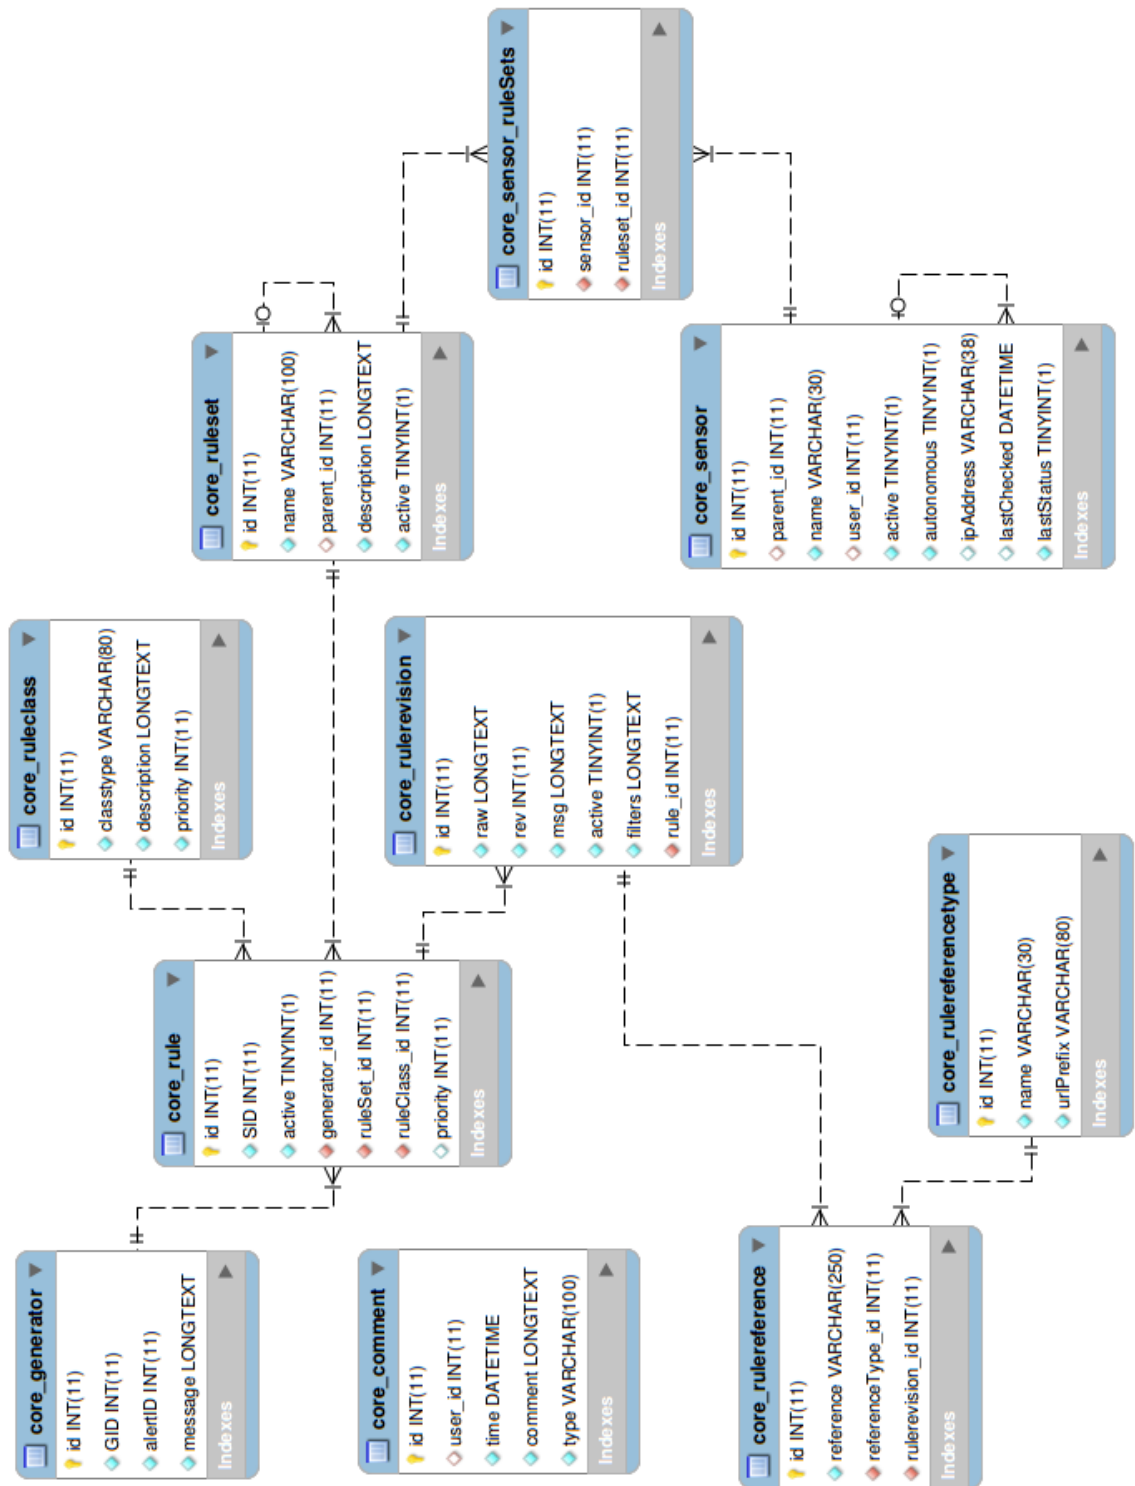 core_generator
id INT(11)
GID INT(11)
alertID INT(11)
message LONGTEXT
Indexes
core_rule
id INT(11)
SID INT(11)
active TINYINT(1)
generator_id INT(11)
ruleSet_id INT(11)
ruleClass_id INT(11)
priority INT(11)
Indexes
core_ruleclass
id INT(11)
classtype VARCHAR(80)
description LONGTEXT
priority INT(11)
Indexes
core_ruleset
id INT(11)
name VARCHAR(100)
parent_id INT(11)
description LONGTEXT
active TINYINT(1)
Indexes
core_sensor_ruleSets
id INT(11)
sensor_id INT(11)
ruleset_id INT(11)
Indexes
core_comment
id INT(11)
user_id INT(11)
time DATETIME
comment LONGTEXT
type VARCHAR(100)
Indexes
core_rulerevision
id INT(11)
raw LONGTEXT
rev INT(11)
msg LONGTEXT
active TINYINT(1)
filters LONGTEXT
rule_id INT(11)
Indexes
core_sensor
id INT(11)
parent_id INT(11)
name VARCHAR(30)
user_id INT(11)
active TINYINT(1)
autonomous TINYINT(1)
ipAddress VARCHAR(38)
lastChecked DATETIME
lastStatus TINYINT(1)
Indexes
core_rulereference
id INT(11)
reference VARCHAR(250)
referenceType_id INT(11)
rulerevision_id INT(11)
Indexes
core_rulereferencetype
id INT(11)
name VARCHAR(30)
urlPrefix VARCHAR(80)
Indexes